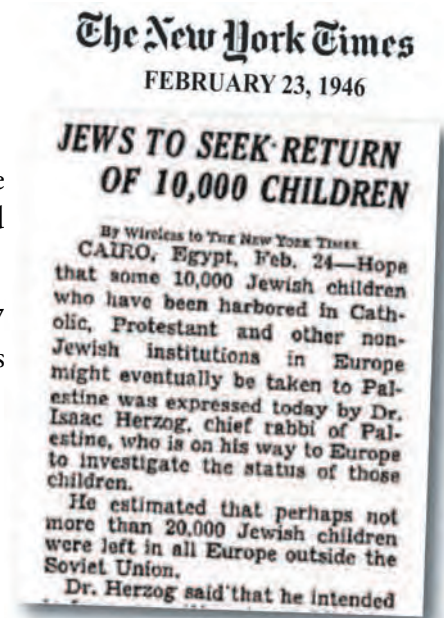 The New York Times
FEBRUARY 23, 1946
JEWS TO SEEK RETURN
OF 10,000 CHILDREN
By Wireless to THE NEW YORK TIMES
CAIRO, Egypt, Feb. 24—Hope
that some 10,000 Jewish children
who have been harbored in Cath-
olic, Protestant and other non-
Jewish institutions in Europe
might eventually be taken to Pal-
estine was expressed today by Dr.
Isaac Herzog, chief rabbi of Pal-
estine, who is on his way to Europe
to investigate the status of those
children.
He estimated that perhaps not
more than 20,000 Jewish children
were left in all Europe outside the
Soviet Union.
Dr. Herzog said that he intended